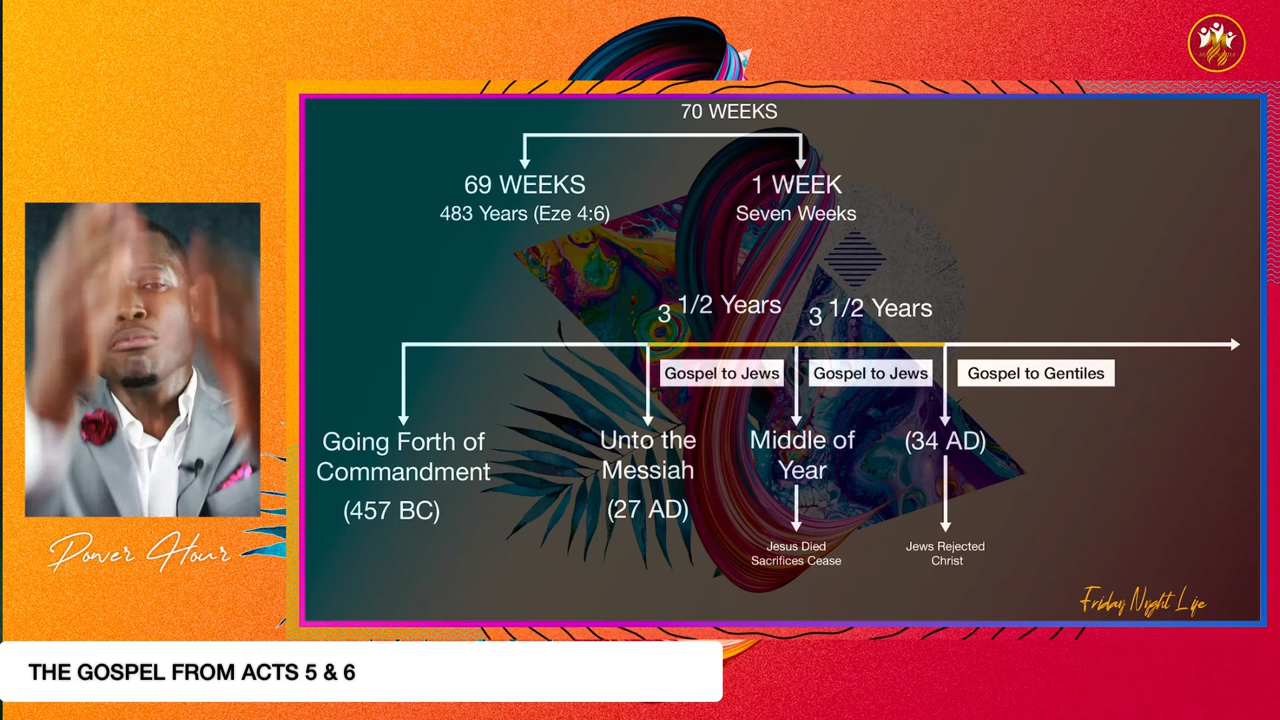 70 WEEKS
69 WEEKS
483 Years (Eze 4:6)
1 WEEK
Seven Weeks
3 1/2 Years
3 1/2 Years
Gospel to Jews
Gospel to Jews
Gospel to Gentiles
Going Forth of
Commandment
(457 BC)
Unto the
Messiah
(27 AD)
Middle of
Year
(34 AD)
Jesus Died
Sacrifices Cease
Jews Rejected
Christ
Power Hour
Friday Night Life
THE GOSPEL FROM ACTS 5 & 6